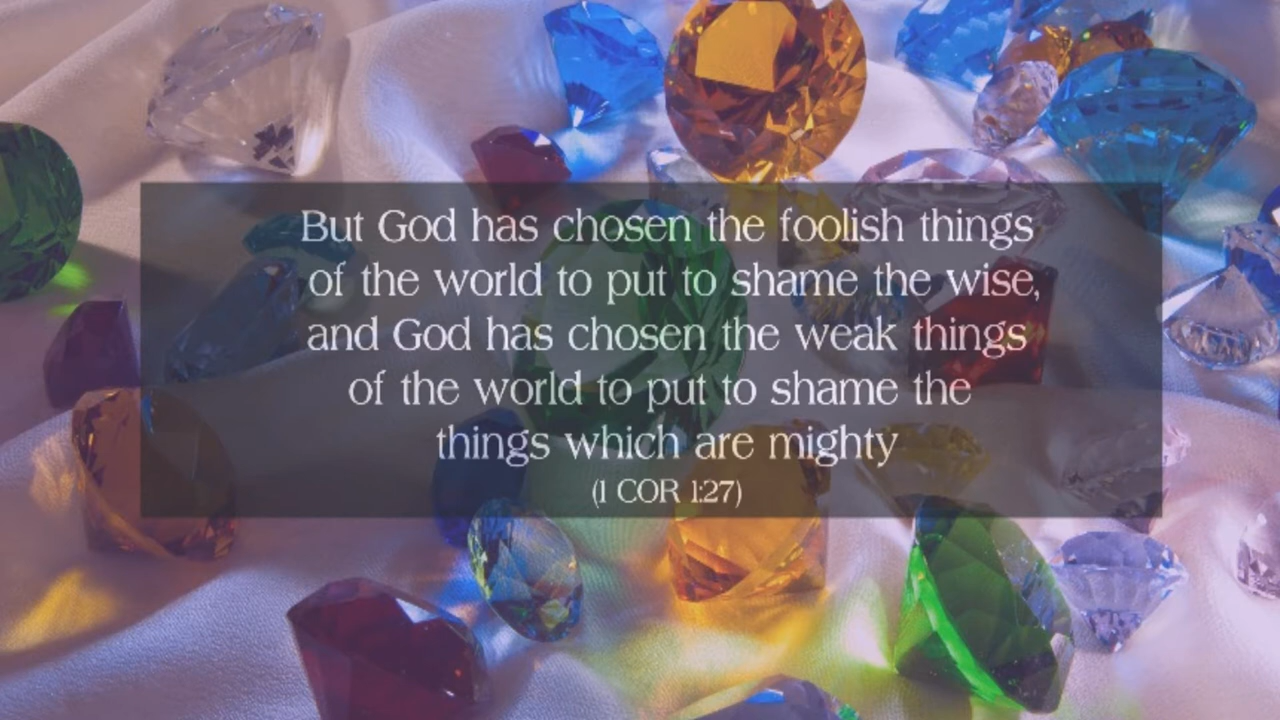 But God has chosen the foolish things
of the world to put to shame the wise,
and God has chosen the weak things
of the world to put to shame the
things which are mighty
(1 COR 1:27)